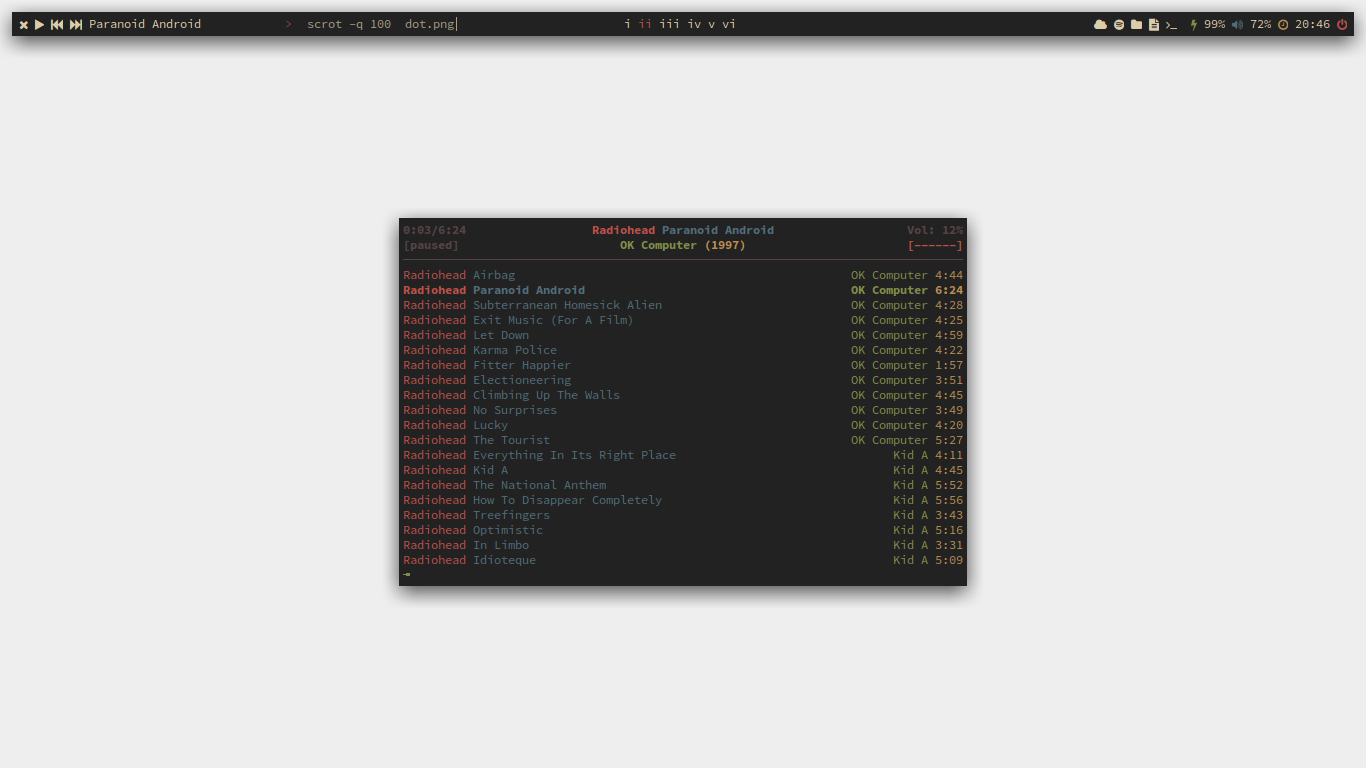 Paranoid Android > scrot -q 100  dot.png i ii iii iv v vi >_ 99% 72% 20:46
0:03/6:24 Radiohead Paranoid Android Vol: 12%
[paused] OK Computer (1997) [------]
Radiohead Airbag OK Computer 4:44
Radiohead Paranoid Android OK Computer 6:24
Radiohead Subterranean Homesick Alien OK Computer 4:28
Radiohead Exit Music (For A Film) OK Computer 4:25
Radiohead Let Down OK Computer 4:59
Radiohead Karma Police OK Computer 4:22
Radiohead Fitter Happier OK Computer 1:57
Radiohead Electioneering OK Computer 3:51
Radiohead Climbing Up The Walls OK Computer 4:45
Radiohead No Surprises OK Computer 3:49
Radiohead Lucky OK Computer 4:20
Radiohead The Tourist OK Computer 5:27
Radiohead Everything In Its Right Place Kid A 4:11
Radiohead Kid A Kid A 4:45
Radiohead The National Anthem Kid A 5:52
Radiohead How To Disappear Completely Kid A 5:56
Radiohead Treefingers Kid A 3:43
Radiohead Optimistic Kid A 5:16
Radiohead In Limbo Kid A 3:31
Radiohead Idioteque Kid A 5:09